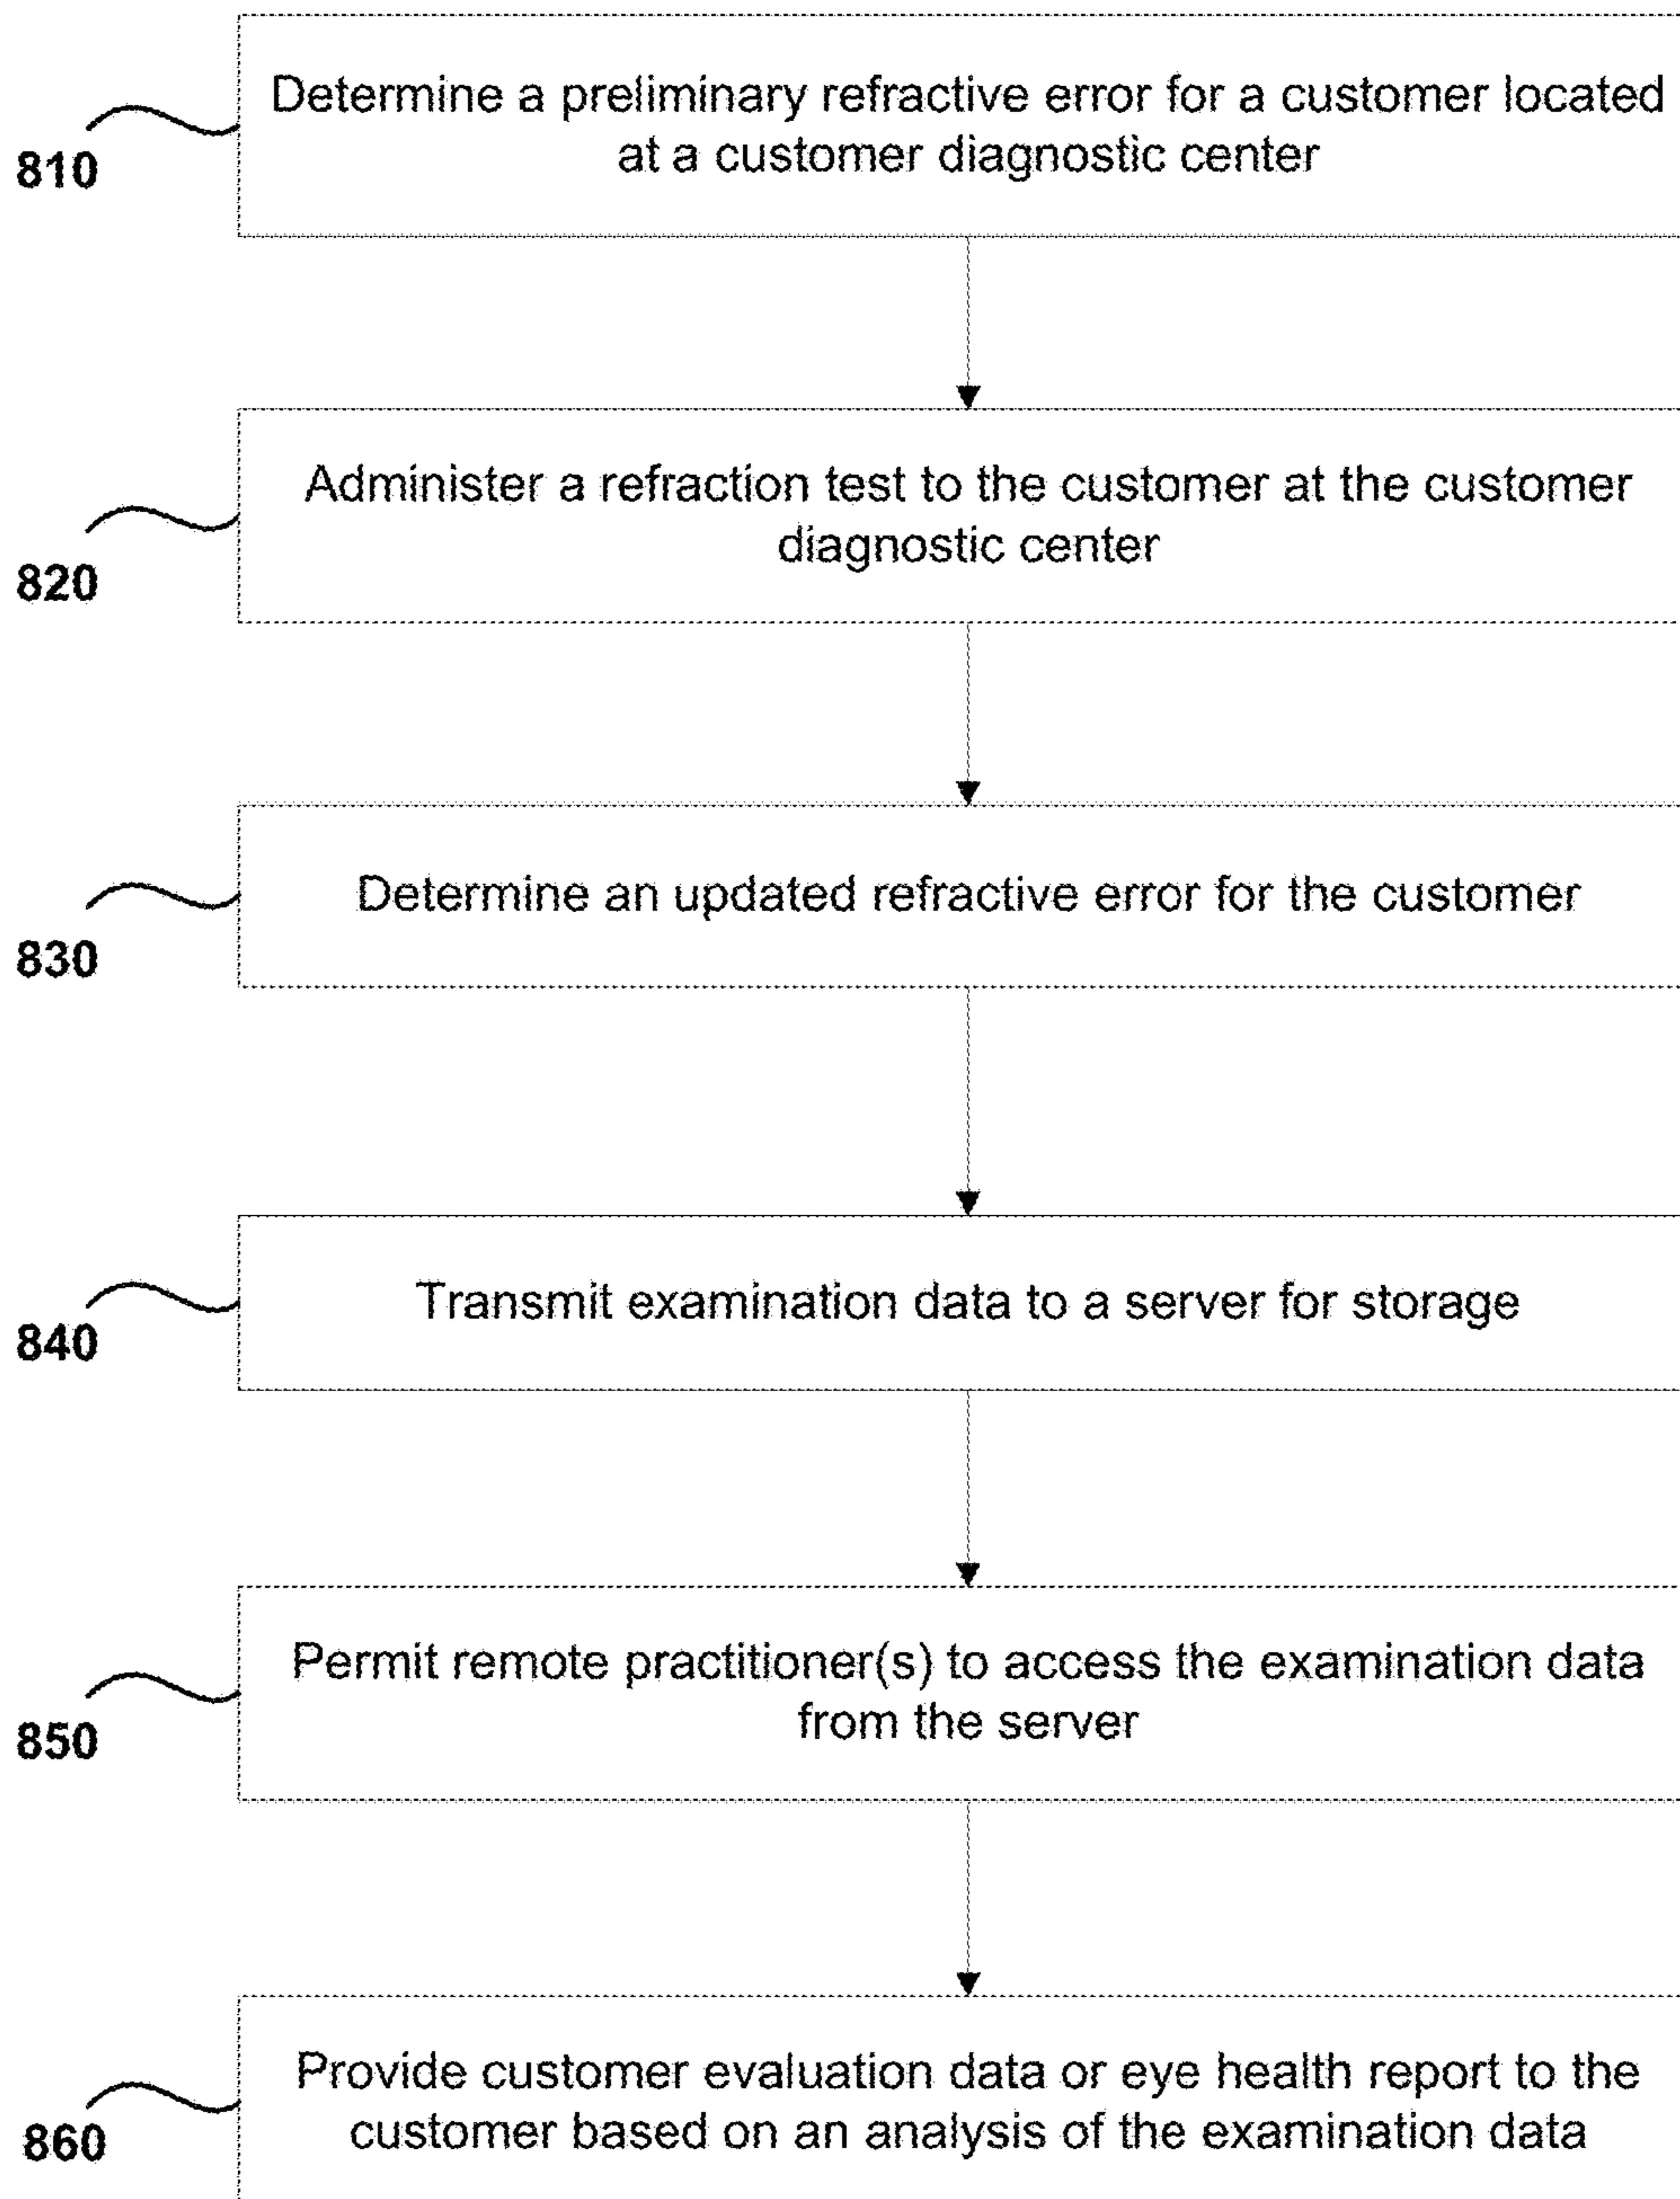 Determine a preliminary refractive error for a customer located
at a customer diagnostic center
810
Administer a refraction test to the customer at the customer
diagnostic center
820
Determine an updated refractive error for the customer
830
Transmit examination data to a server for storage
840
Permit remote practitioner(s) to access the examination data
from the server
850
Provide customer evaluation data or eye health report to the
customer based on an analysis of the examination data
860